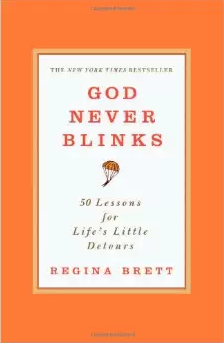 THE NEW YORK TIMES BESTSELLER
GOD
NEVER
BLINKS
50 Lessons
for
Life's Little
Detours
REGINA BRETT